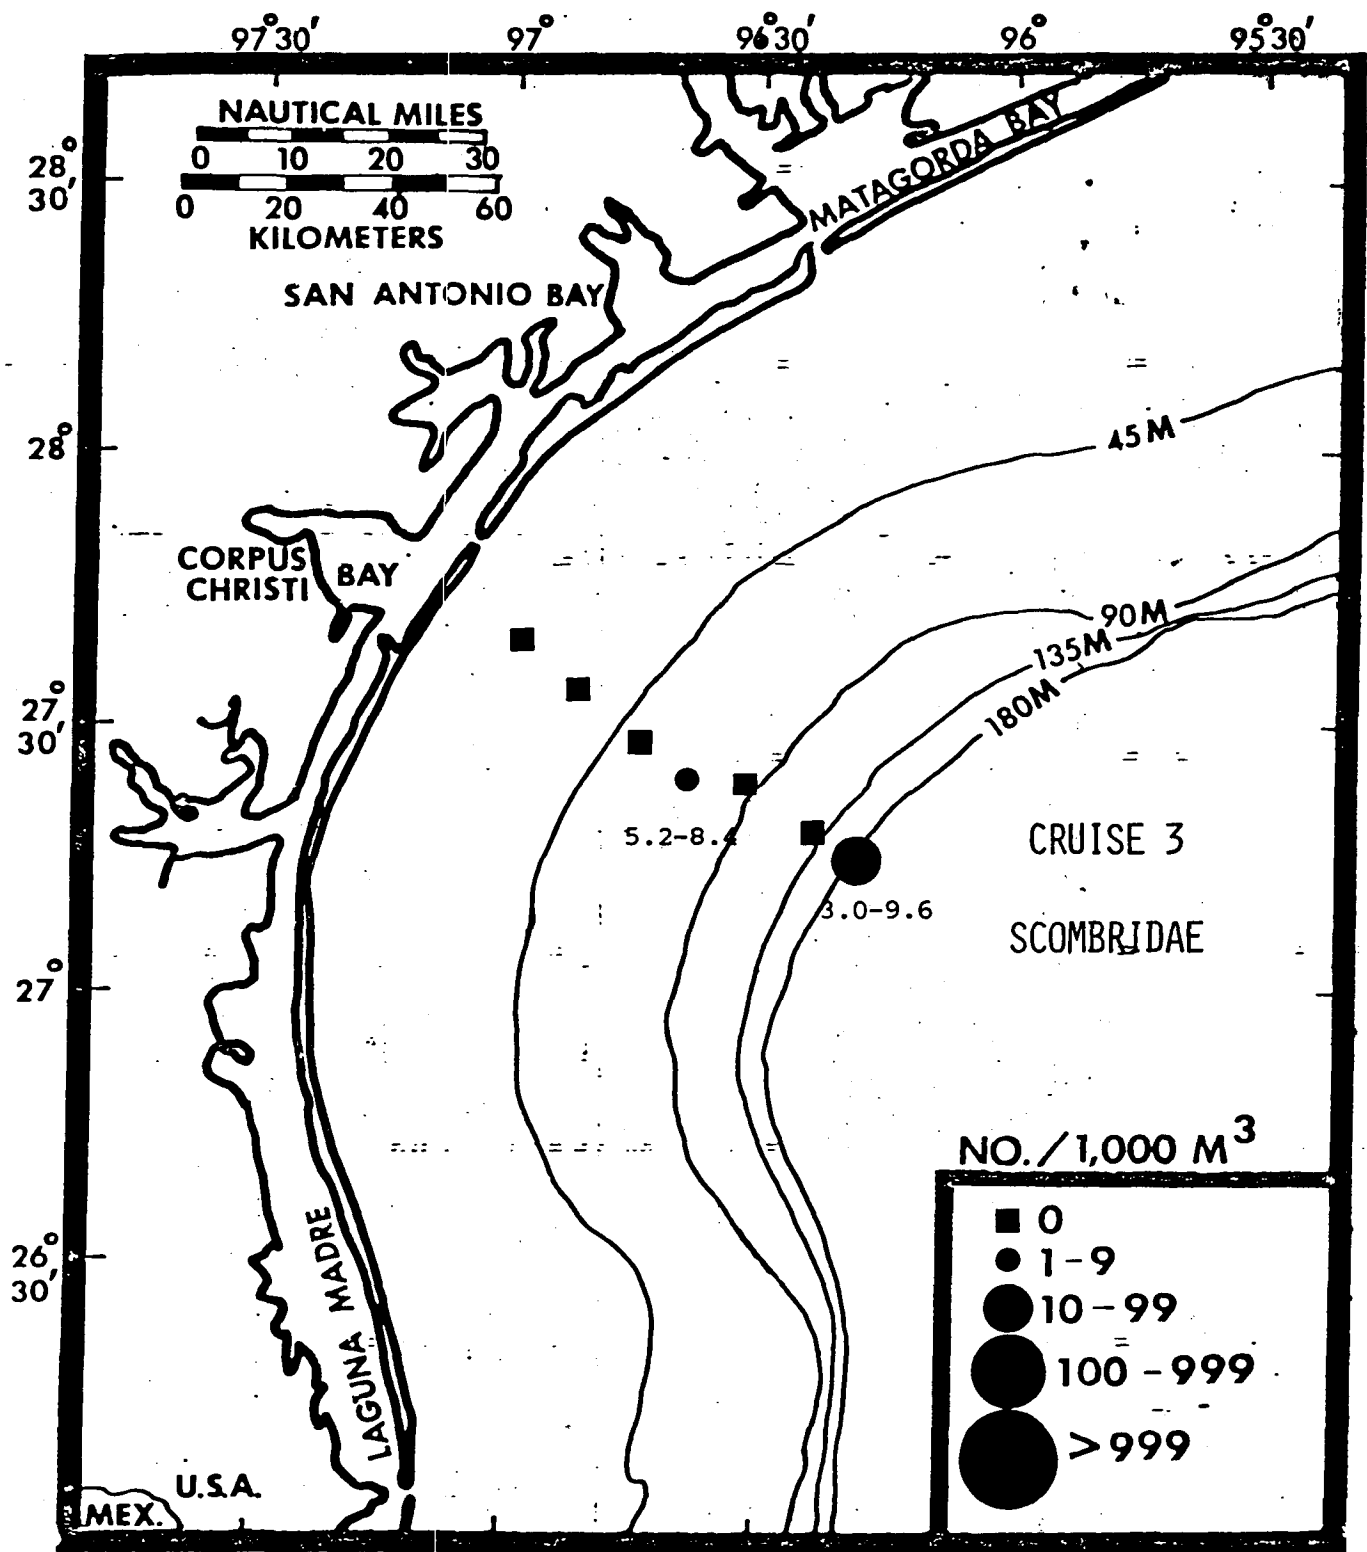 97°30′ 97° 96°30′ 96° 95°30′
NAUTICAL MILES
0 10 20 30
0 20 40 60
KILOMETERS
28°
30′
MATAGORDA BAY
SAN ANTONIO BAY
28°
45M
CORPUS
CHRISTI
BAY
90M
135M
180M
27°
30′
5.2-8.4
CRUISE 3
3.0-9.6
SCOMBRIDAE
27°
NO./1,000 M³
0
1-9
10-99
100-999
>999
26°
30′
LAGUNA MADRE
U.S.A.
MEX.